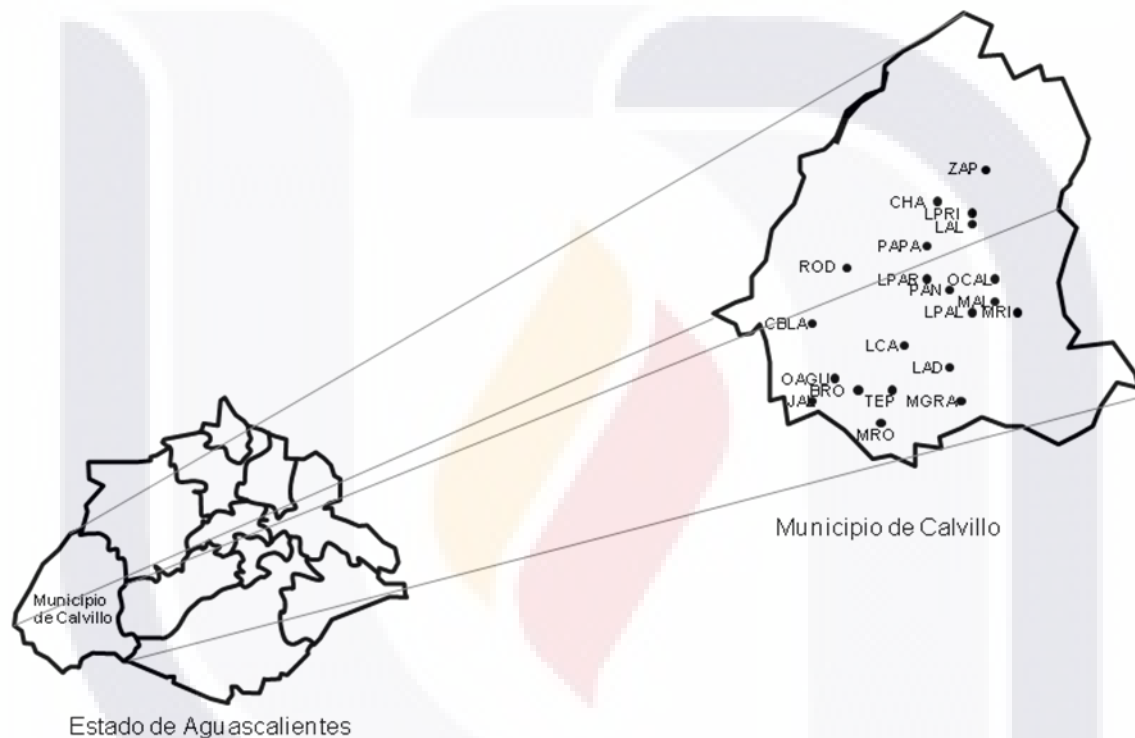 ZAP
CHA
LPRI
LAL
PAPA
ROD
LPAR OCAL
PAN
MAL
LPAL MRI
CBLA
LCA
LAD
OAGU
BRO TEP
JAL MGRA
MRO
Municipio de Calvillo
Municipio
de Calvillo
Estado de Aguascalientes